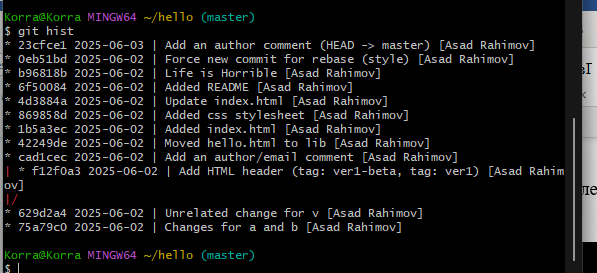 Korra@Korra MINGW64 ~/hello (master)
$ git hist
* 23cfce1 2025-06-03 | Add an author comment (HEAD -> master) [Asad Rahimov]
* 0eb51bd 2025-06-02 | Force new commit for rebase (style) [Asad Rahimov]
* b96818b 2025-06-02 | Life is Horrible [Asad Rahimov]
* 6f50084 2025-06-02 | Added README [Asad Rahimov]
* 4d3884a 2025-06-02 | Update index.html [Asad Rahimov]
* 869858d 2025-06-02 | Added css stylesheet [Asad Rahimov]
* 1b5a3ec 2025-06-02 | Added index.html [Asad Rahimov]
* 42249de 2025-06-02 | Moved hello.html to lib [Asad Rahimov]
* cad1cec 2025-06-02 | Add an author/email comment [Asad Rahimov]
| * f12f0a3 2025-06-02 | Add HTML header (tag: ver1-beta, tag: ver1) [Asad Rahim
ov]
|/
* 629d2a4 2025-06-02 | Unrelated change for v [Asad Rahimov]
* 75a79c0 2025-06-02 | Changes for a and b [Asad Rahimov]
Korra@Korra MINGW64 ~/hello (master)
$